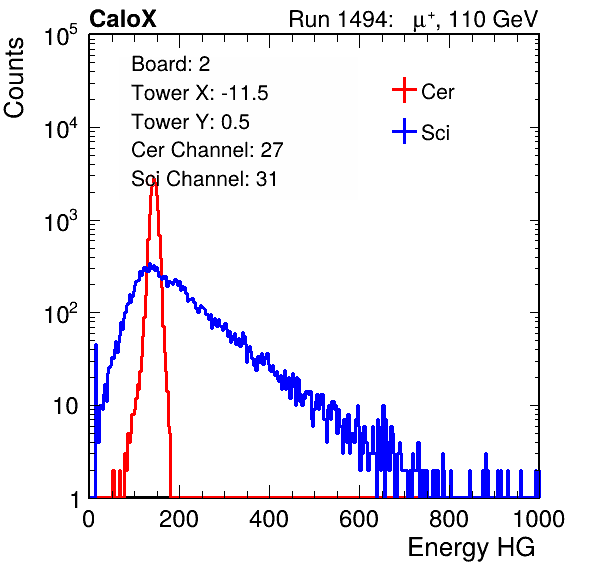 CaloX Run 1494: μ⁺, 110 GeV
Counts
10⁵
10⁴
10³
10²
10
1
Board: 2
Tower X: -11.5
Tower Y: 0.5
Cer Channel: 27
Sci Channel: 31
Cer
Sci
0 200 400 600 800 1000
Energy HG